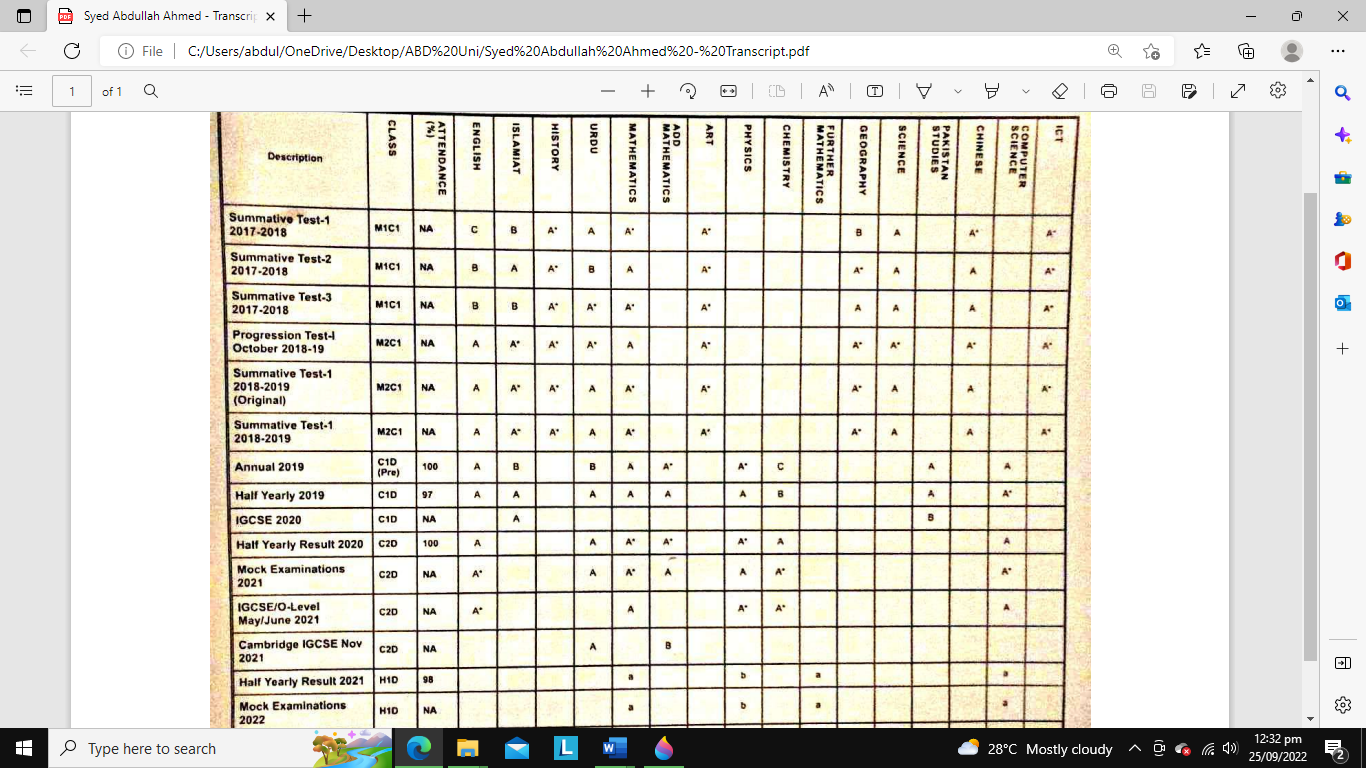 Syed Abdullah Ahmed - Transcrip
File
C:/Users/abdul/OneDrive/Desktop/ABD%20Uni/Syed%20Abdullah%20Ahmed%20-%20Transcript.pdf
1 of 1
Description CLASS ATTENDANCE (%) ENGLISH ISLAMIAT HISTORY URDU MATHEMATICS ADD MATHEMATICS ART PHYSICS CHEMISTRY FURTHER MATHEMATICS GEOGRAPHY SCIENCE PAKISTAN STUDIES CHINESE COMPUTER SCIENCE ICT
Summative Test-1
2017-2018 M1C1 NA C B A* A A* A* B A A* A*
Summative Test-2
2017-2018 M1C1 NA B A A* B A A* A* A A A*
Summative Test-3
2017-2018 M1C1 NA B B A* A* A* A* A A A A*
Progression Test-I
October 2018-19 M2C1 NA A A* A* A* A A* A* A* A* A*
Summative Test-1
2018-2019
(Original) M2C1 NA A A* A* A A* A* A* A A A*
Summative Test-1
2018-2019 M2C1 NA A A* A* A A* A* A* A A A*
Annual 2019 C1D (Pre) 100 A B B A A* A* C A A
Half Yearly 2019 C1D 97 A A A A A A B A A*
IGCSE 2020 C1D NA A B
Half Yearly Result 2020 C2D 100 A A A* A* A* A A
Mock Examinations
2021 C2D NA A* A A* A A A* A*
IGCSE/O-Level
May/June 2021 C2D NA A* A A* A* A
Cambridge IGCSE Nov
2021 C2D NA A B
Half Yearly Result 2021 H1D 98 a b a a
Mock Examinations
2022 H1D NA a b a a
Type here to search
28°C Mostly cloudy
12:32 pm
25/09/2022
2